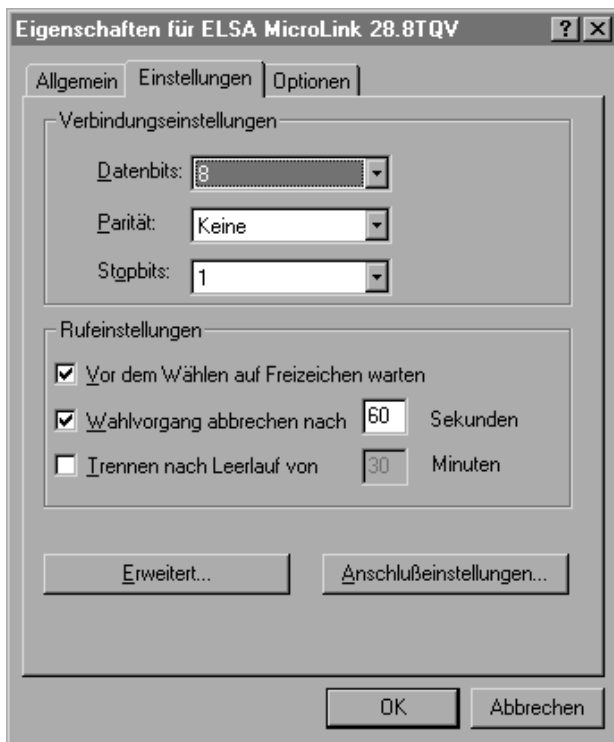 Eigenschaften für ELSA MicroLink 28.8TQV
Allgemein Einstellungen Optionen
Verbindungseinstellungen
Datenbits: 8
Parität: Keine
Stopbits: 1
Rufeinstellungen
Vor dem Wählen auf Freizeichen warten
Wahlvorgang abbrechen nach 60 Sekunden
Trennen nach Leerlauf von 30 Minuten
Erweitert... Anschlußeinstellungen...
OK Abbrechen